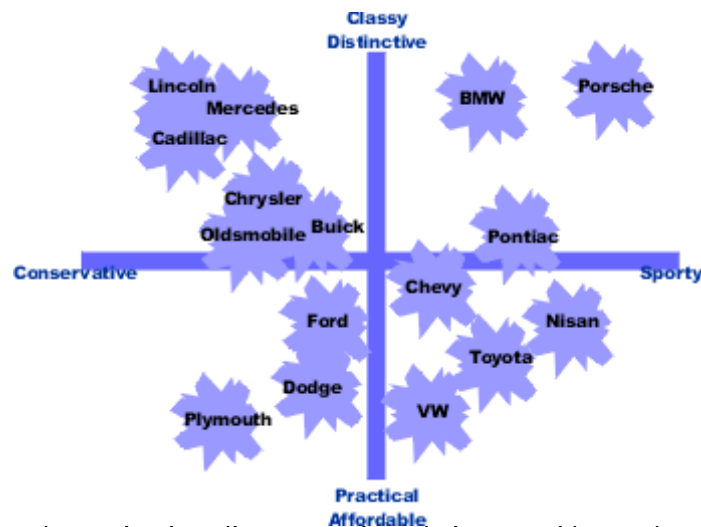 Classy
Distinctive
Lincoln
Mercedes
Cadillac
BMW
Porsche
Chrysler
Oldsmobile
Buick
Pontiac
Conservative
Sporty
Chevy
Ford
Nisan
Toyota
Dodge
Plymouth
VW
Practical
Affordable